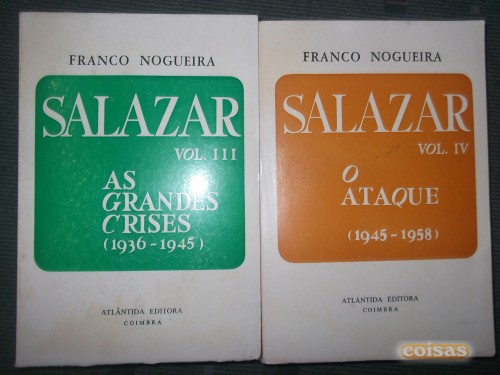 FRANCO NOGUEIRA
SALAZAR
VOL. III
AS
GRANDES
CRISES
(1936-1945)
ATLÂNTIDA EDITORA
COIMBRA
FRANCO NOGUEIRA
SALAZAR
VOL. IV
O
ATAQUE
(1945-1958)
ATLÂNTIDA EDITORA
COIMBRA
coisas